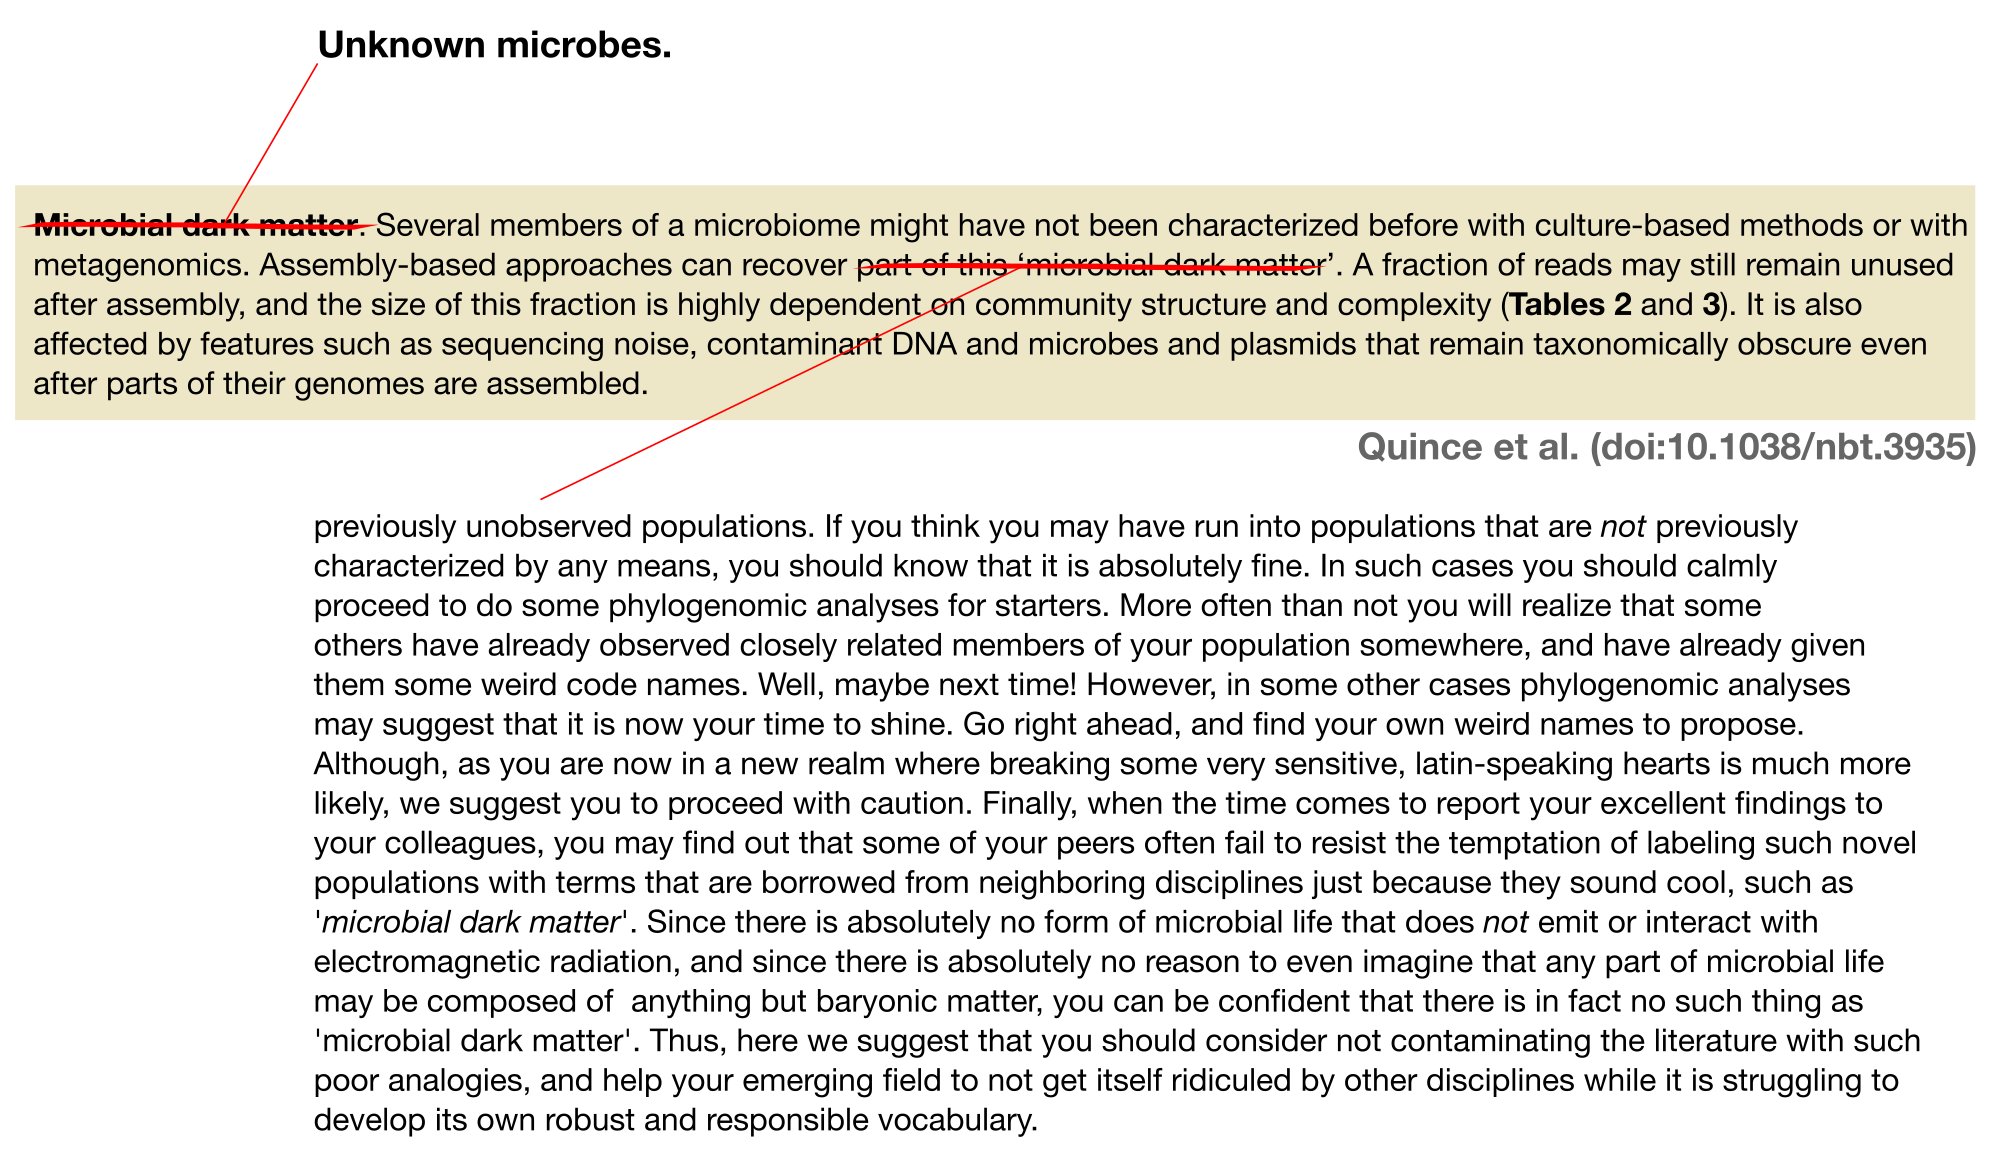 Unknown microbes.
Microbial dark matter. Several members of a microbiome might have not been characterized before with culture-based methods or with
metagenomics. Assembly-based approaches can recover part of this ‘microbial dark matter’. A fraction of reads may still remain unused
after assembly, and the size of this fraction is highly dependent on community structure and complexity (Tables 2 and 3). It is also
affected by features such as sequencing noise, contaminant DNA and microbes and plasmids that remain taxonomically obscure even
after parts of their genomes are assembled.
Quince et al. (doi:10.1038/nbt.3935)
previously unobserved populations. If you think you may have run into populations that are not previously
characterized by any means, you should know that it is absolutely fine. In such cases you should calmly
proceed to do some phylogenomic analyses for starters. More often than not you will realize that some
others have already observed closely related members of your population somewhere, and have already given
them some weird code names. Well, maybe next time! However, in some other cases phylogenomic analyses
may suggest that it is now your time to shine. Go right ahead, and find your own weird names to propose.
Although, as you are now in a new realm where breaking some very sensitive, latin-speaking hearts is much more
likely, we suggest you to proceed with caution. Finally, when the time comes to report your excellent findings to
your colleagues, you may find out that some of your peers often fail to resist the temptation of labeling such novel
populations with terms that are borrowed from neighboring disciplines just because they sound cool, such as
'microbial dark matter'. Since there is absolutely no form of microbial life that does not emit or interact with
electromagnetic radiation, and since there is absolutely no reason to even imagine that any part of microbial life
may be composed of  anything but baryonic matter, you can be confident that there is in fact no such thing as
'microbial dark matter'. Thus, here we suggest that you should consider not contaminating the literature with such
poor analogies, and help your emerging field to not get itself ridiculed by other disciplines while it is struggling to
develop its own robust and responsible vocabulary.